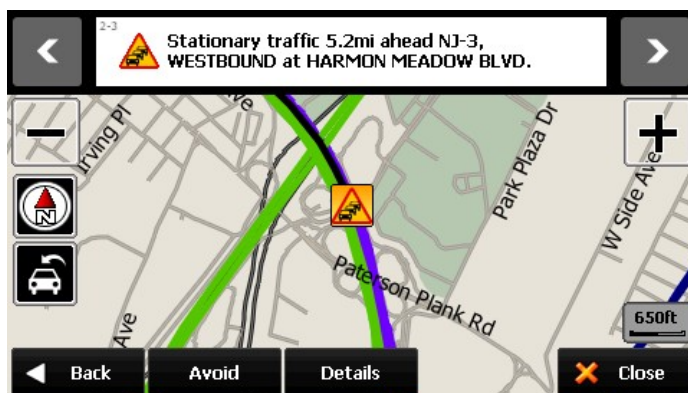 2-3
Stationary traffic 5.2mi ahead NJ-3,
WESTBOUND at HARMON MEADOW BLVD.
Ave
Irving Pl
Park Plaza Dr
W Side Ave
Paterson Plank Rd
Ave
650ft
Back
Avoid
Details
Close
N